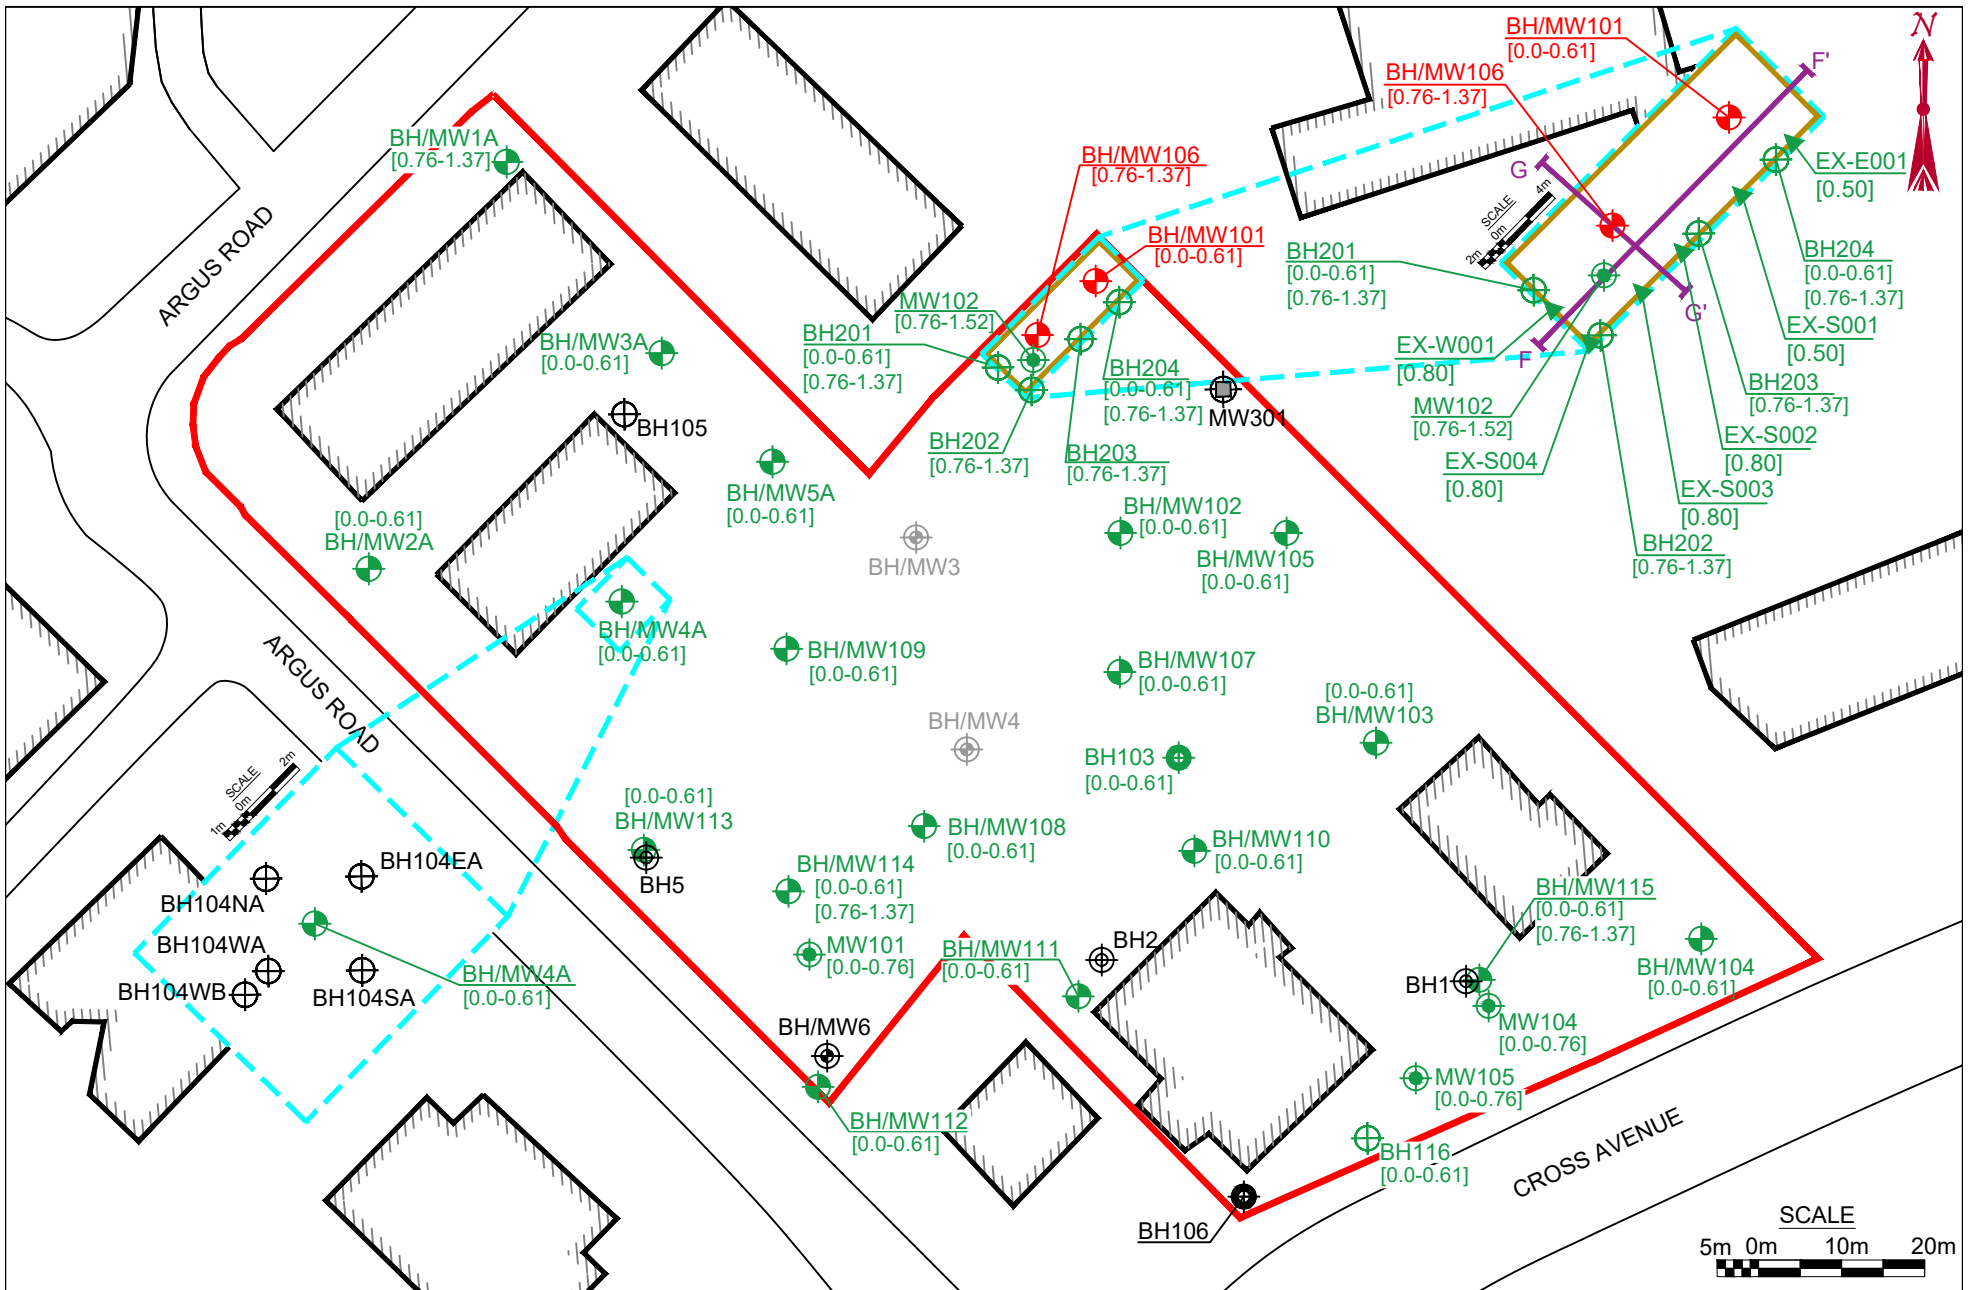 BH/MW101
[0.0-0.61]
N
F'
BH/MW106
[0.76-1.37]
BH/MW1A
[0.76-1.37]
BH/MW106
[0.76-1.37]
G
EX-E001
[0.50]
SCALE
2m 0m 4m
ARGUS ROAD
BH/MW101
[0.0-0.61]
BH201
[0.0-0.61]
[0.76-1.37]
BH204
[0.0-0.61]
[0.76-1.37]
MW102
[0.76-1.52]
G'
BH201
[0.0-0.61]
[0.76-1.37]
EX-S001
[0.50]
BH/MW3A
[0.0-0.61]
EX-W001
[0.80]
F
BH204
[0.0-0.61]
[0.76-1.37]
BH203
[0.76-1.37]
MW301
MW102
[0.76-1.52]
BH105
BH202
[0.76-1.37]
BH203
[0.76-1.37]
EX-S002
[0.80]
EX-S004
[0.80]
BH/MW5A
[0.0-0.61]
EX-S003
[0.80]
[0.0-0.61]
BH/MW2A
BH/MW102
[0.0-0.61]
BH/MW105
[0.0-0.61]
BH202
[0.76-1.37]
BH/MW3
BH/MW4A
[0.0-0.61]
BH/MW109
[0.0-0.61]
BH/MW107
[0.0-0.61]
ARGUS ROAD
[0.0-0.61]
BH/MW103
BH/MW4
BH103
[0.0-0.61]
SCALE
1m 0m 2m
[0.0-0.61]
BH/MW113
BH5
BH/MW108
[0.0-0.61]
BH/MW110
[0.0-0.61]
BH104EA
BH104NA
BH/MW114
[0.0-0.61]
[0.76-1.37]
BH/MW115
[0.0-0.61]
[0.76-1.37]
BH104WA
MW101
[0.0-0.76]
BH/MW111
[0.0-0.61]
BH2
BH/MW4A
[0.0-0.61]
BH/MW104
[0.0-0.61]
BH104WB
BH104SA
BH1
MW104
[0.0-0.76]
BH/MW6
MW105
[0.0-0.76]
BH/MW112
[0.0-0.61]
BH116
[0.0-0.61]
CROSS AVENUE
BH106
SCALE
5m 0m 10m 20m